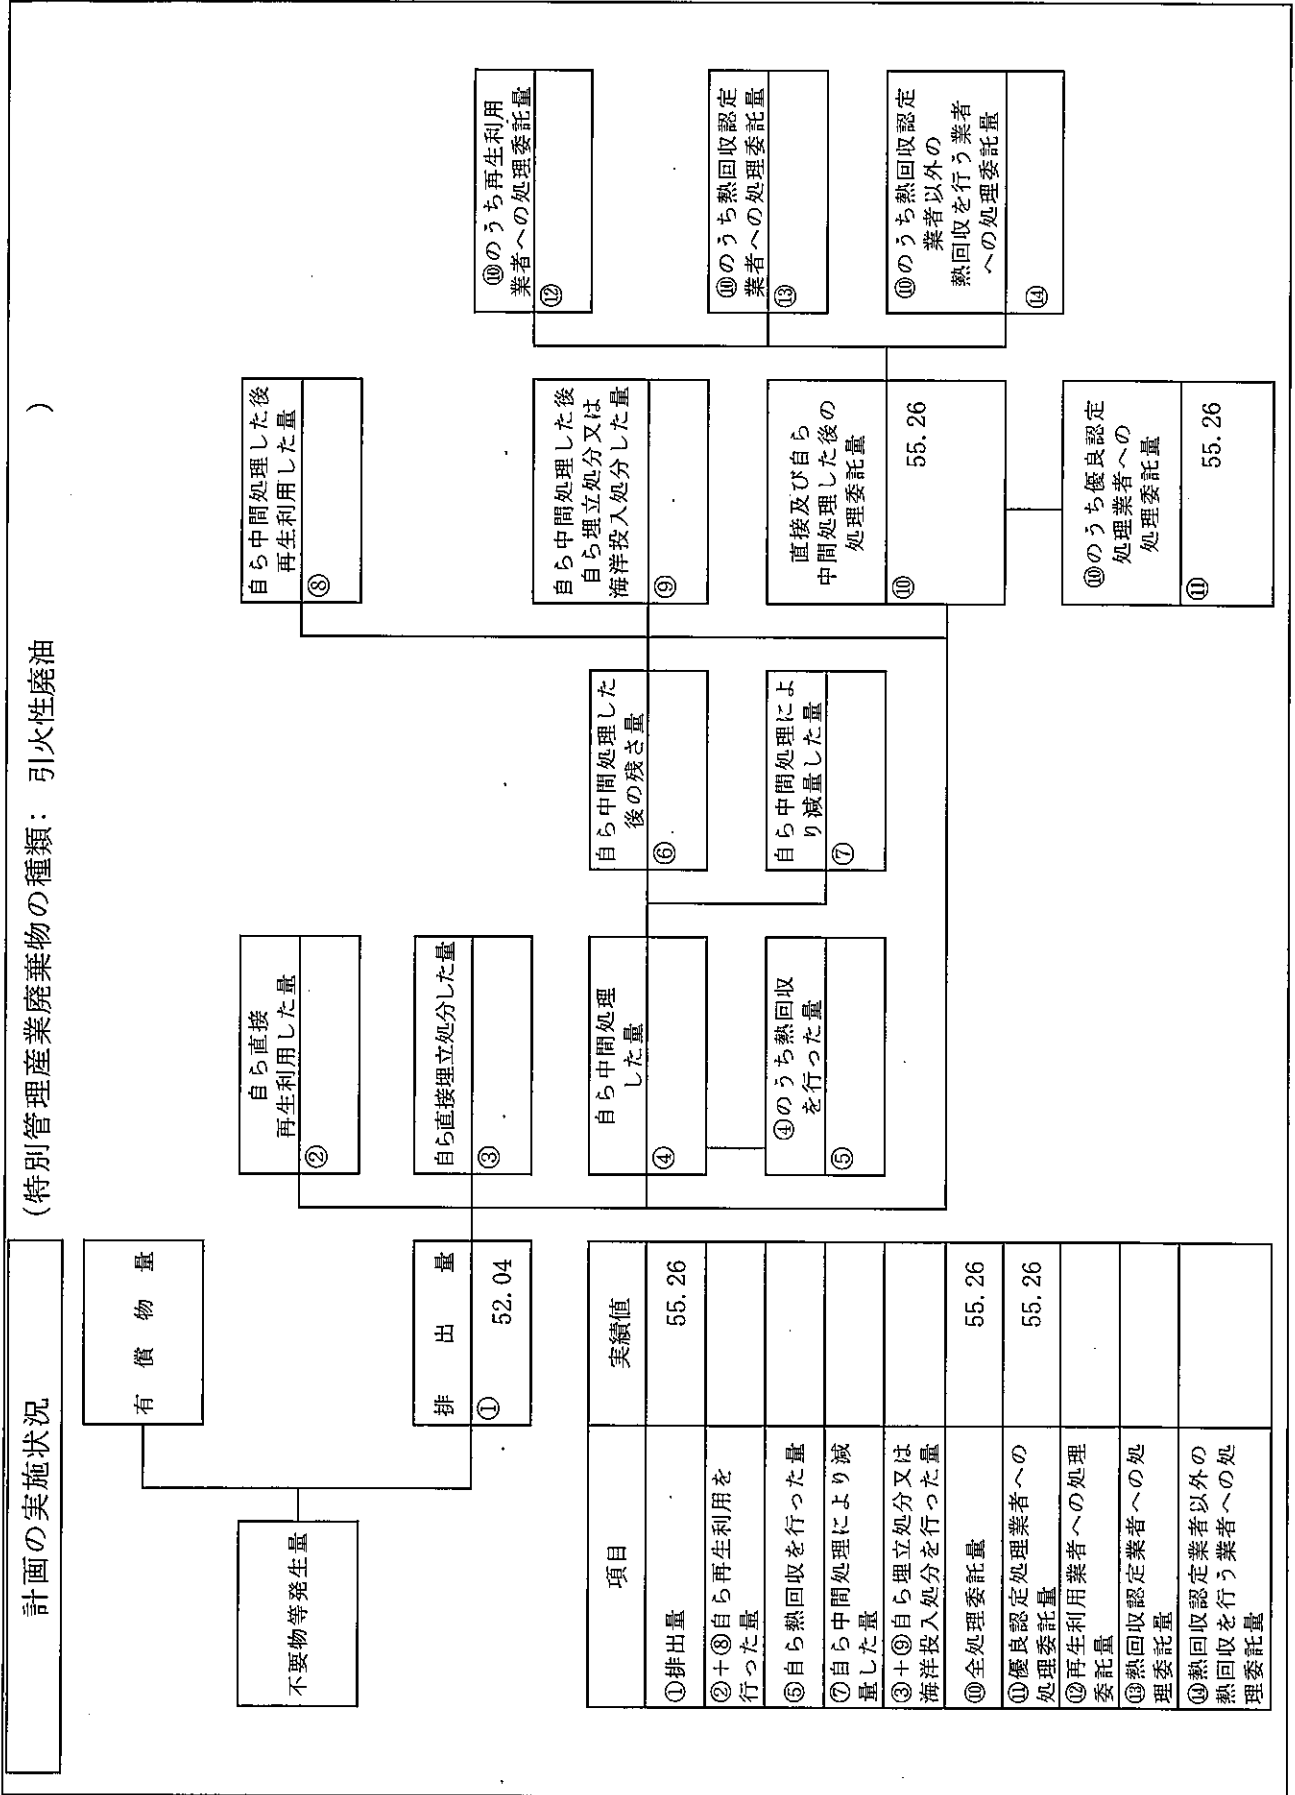 計画の実施状況
(特別管理産業廃棄物の種類： 引火性廃油 )
不要物等発生量
有償物量
排出量
①
52.04
自ら直接
再生利用した量
②
自ら直接埋立処分した量
③
自ら中間処理
した量
④
④のうち熱回収
を行った量
⑤
自ら中間処理した
後の残さ量
⑥
自ら中間処理によ
り減量した量
⑦
自ら中間処理した後
再生利用した量
⑧
自ら中間処理した後
自ら埋立処分又は
海洋投入処分した量
⑨
直接及び自ら
中間処理した後の
処理委託量
⑩
55.26
⑩のうち優良認定
処理業者への
処理委託量
⑪
55.26
⑩のうち再生利用
業者への処理委託量
⑫
⑩のうち熱回収認定
業者への処理委託量
⑬
⑩のうち熱回収認定
業者以外の
熱回収を行う業者
への処理委託量
⑭
項目 実績値
①排出量 55.26
②+⑧自ら再生利用を
行った量
⑤自ら熱回収を行った量
⑦自ら中間処理により減
量した量
③+⑨自ら埋立処分又は
海洋投入処分を行った量
⑩全処理委託量 55.26
⑪優良認定処理業者への
処理委託量 55.26
⑫再生利用業者への処理
委託量
⑬熱回収認定業者への処
理委託量
⑭熱回収認定業者以外の
熱回収を行う業者への処
理委託量